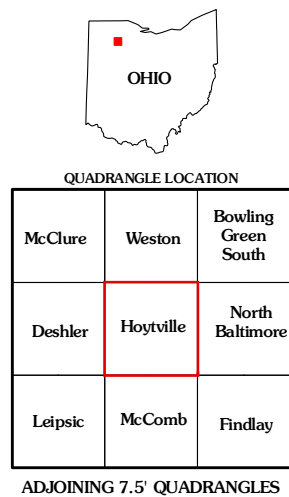 OHIO
QUADRANGLE LOCATION
McClure
Weston
Bowling
Green
South
Deshler
Hoytville
North
Baltimore
Leipsic
McComb
Findlay
ADJOINING 7.5' QUADRANGLES